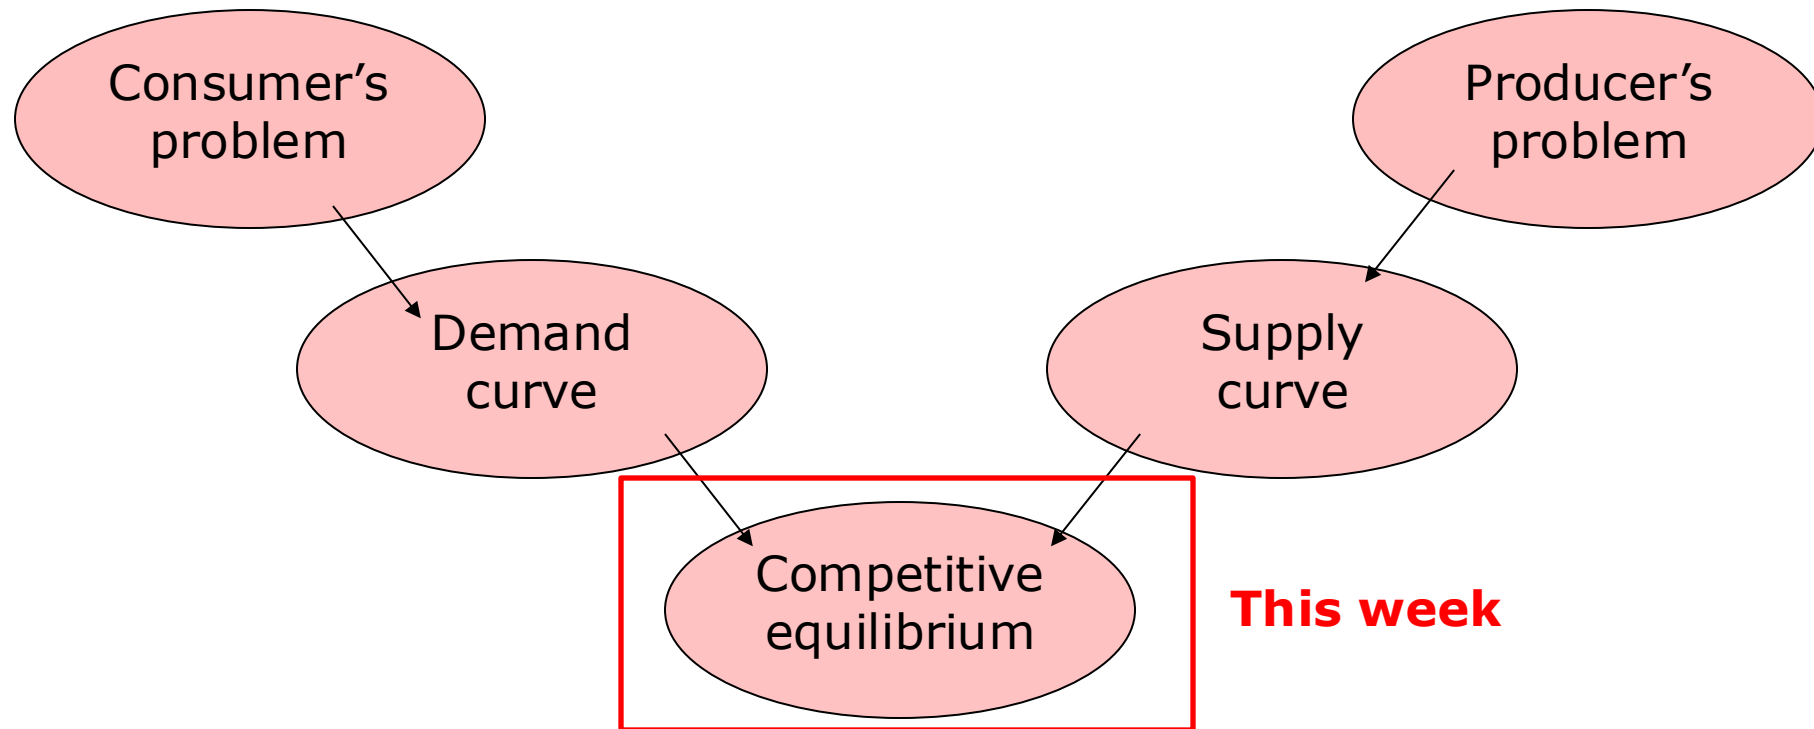 Consumer’s
problem
Producer’s
problem
Demand
curve
Supply
curve
Competitive
equilibrium
This week